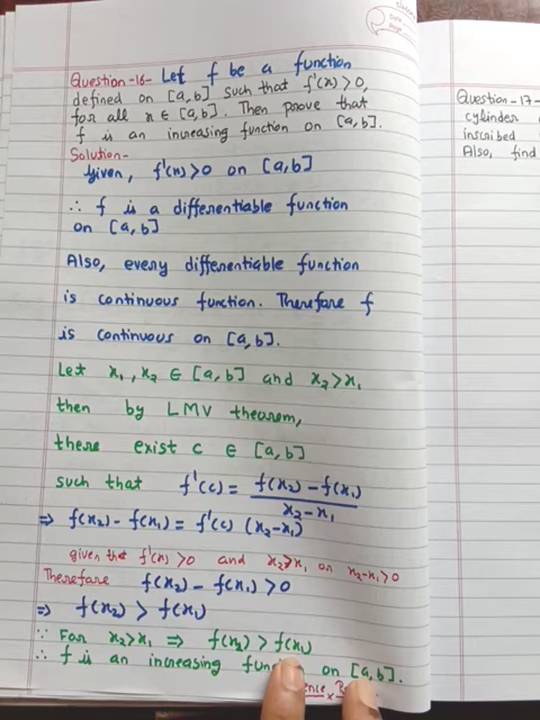 Date
Page
Question-16- Let f be a function
defined on [a,b] such that f'(x)>0,
for all x ∈ [a,b]. Then prove that
f is an increasing function on [a,b].
Solution-
Given, f'(x)>0 on [a,b]
∴ f is a differentiable function
on [a,b]
Also, every differentiable function
is continuous function. Therefore f
is continuous on [a,b].
Let x₁,x₂ ∈ [a,b] and x₂>x₁
then by LMV theorem,
there exist c ∈ [a,b]
such that f'(c) = f(x₂)-f(x₁) / x₂-x₁
⇒ f(x₂)-f(x₁) = f'(c) (x₂-x₁)
given that f'(x)>0 and x₂>x₁ or x₂-x₁>0
Therefore f(x₂)-f(x₁)>0
⇒ f(x₂) > f(x₁)
∵ For x₂>x₁ ⇒ f(x₂) > f(x₁)
∴ f is an increasing function on [a,b].
Question-17-
cylinder
inscribed
Also, find